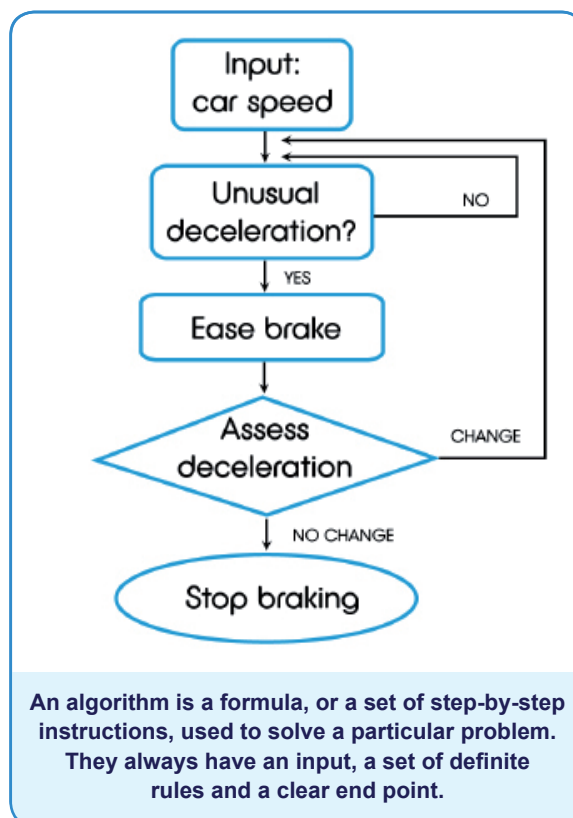 Input:
car speed
Unusual
deceleration?
NO
YES
Ease brake
Assess
deceleration
CHANGE
NO CHANGE
Stop braking
An algorithm is a formula, or a set of step-by-step
instructions, used to solve a particular problem.
They always have an input, a set of definite
rules and a clear end point.